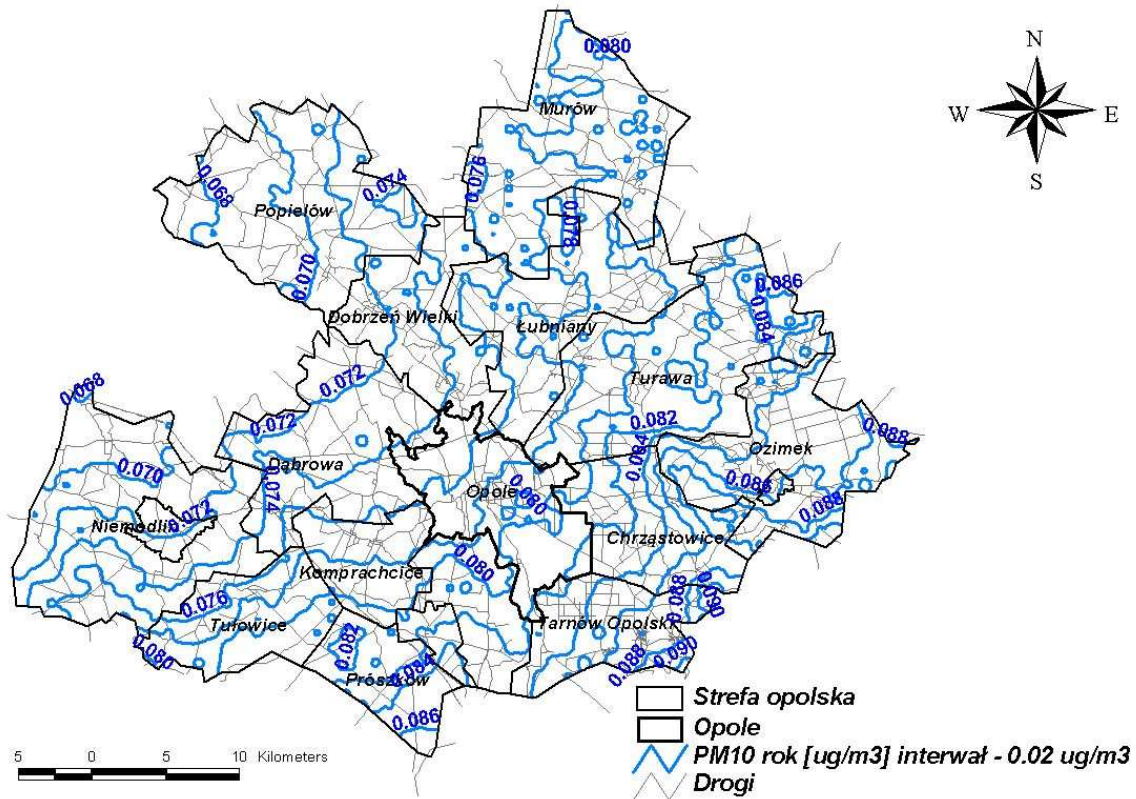 0.080
N
W E
S
Murów
0.068
0.074
0.076
Popielów
0.078
0.070
0.086
0.084
Dobrzeń Wielki
Łubniany
Turawa
0.068
0.072
0.072
0.082
0.088
0.084
Ozimek
0.070
Dąbrowa
0.074
Opole
0.080
0.086
0.088
Niemodlin
0.072
Chrząstowice
Komprachcice
0.080
0.088
0.090
0.076
Tułowice
Tarnów Opolski
0.080
0.082
0.084
Prószków
0.088
0.090
0.086
Strefa opolska
Opole
PM10 rok [ug/m3] interwał - 0.02 ug/m3
Drogi
5 0 5 10 Kilometers